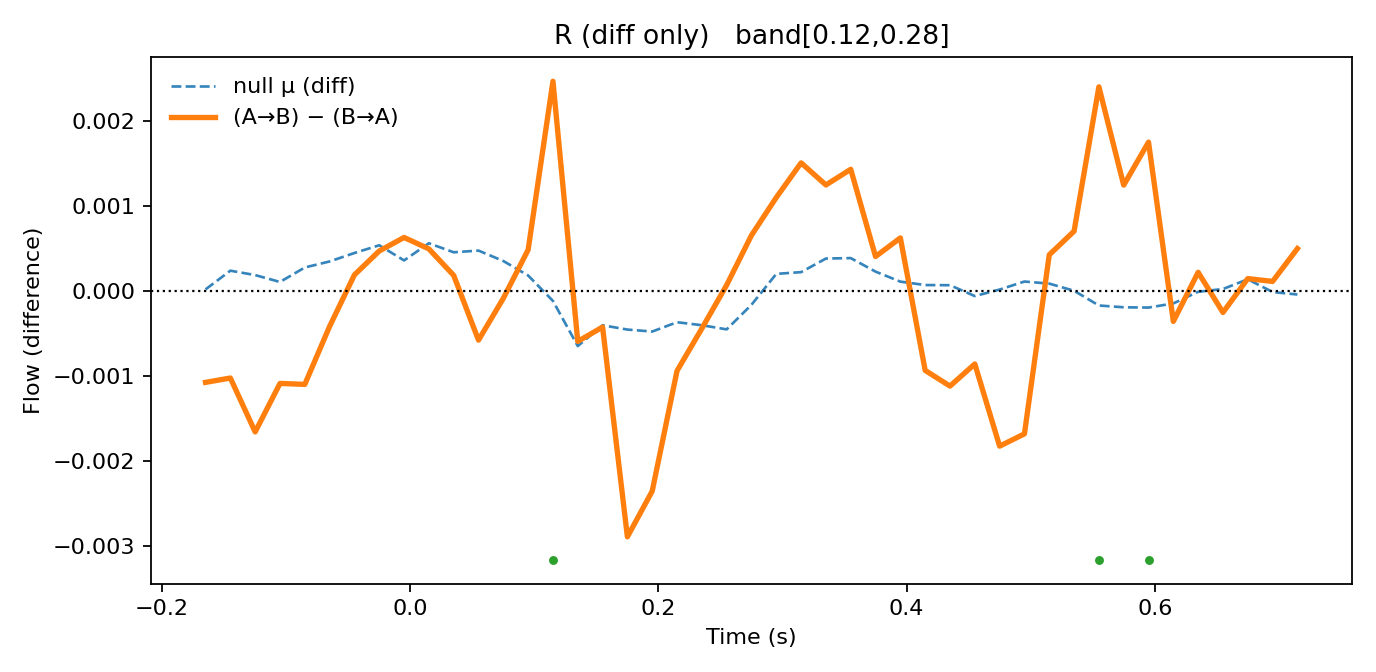 R (diff only)   band[0.12,0.28]
null μ (diff)
(A→B) − (B→A)
Flow (difference)
0.002
0.001
0.000
−0.001
−0.002
−0.003
−0.2
0.0
0.2
0.4
0.6
Time (s)